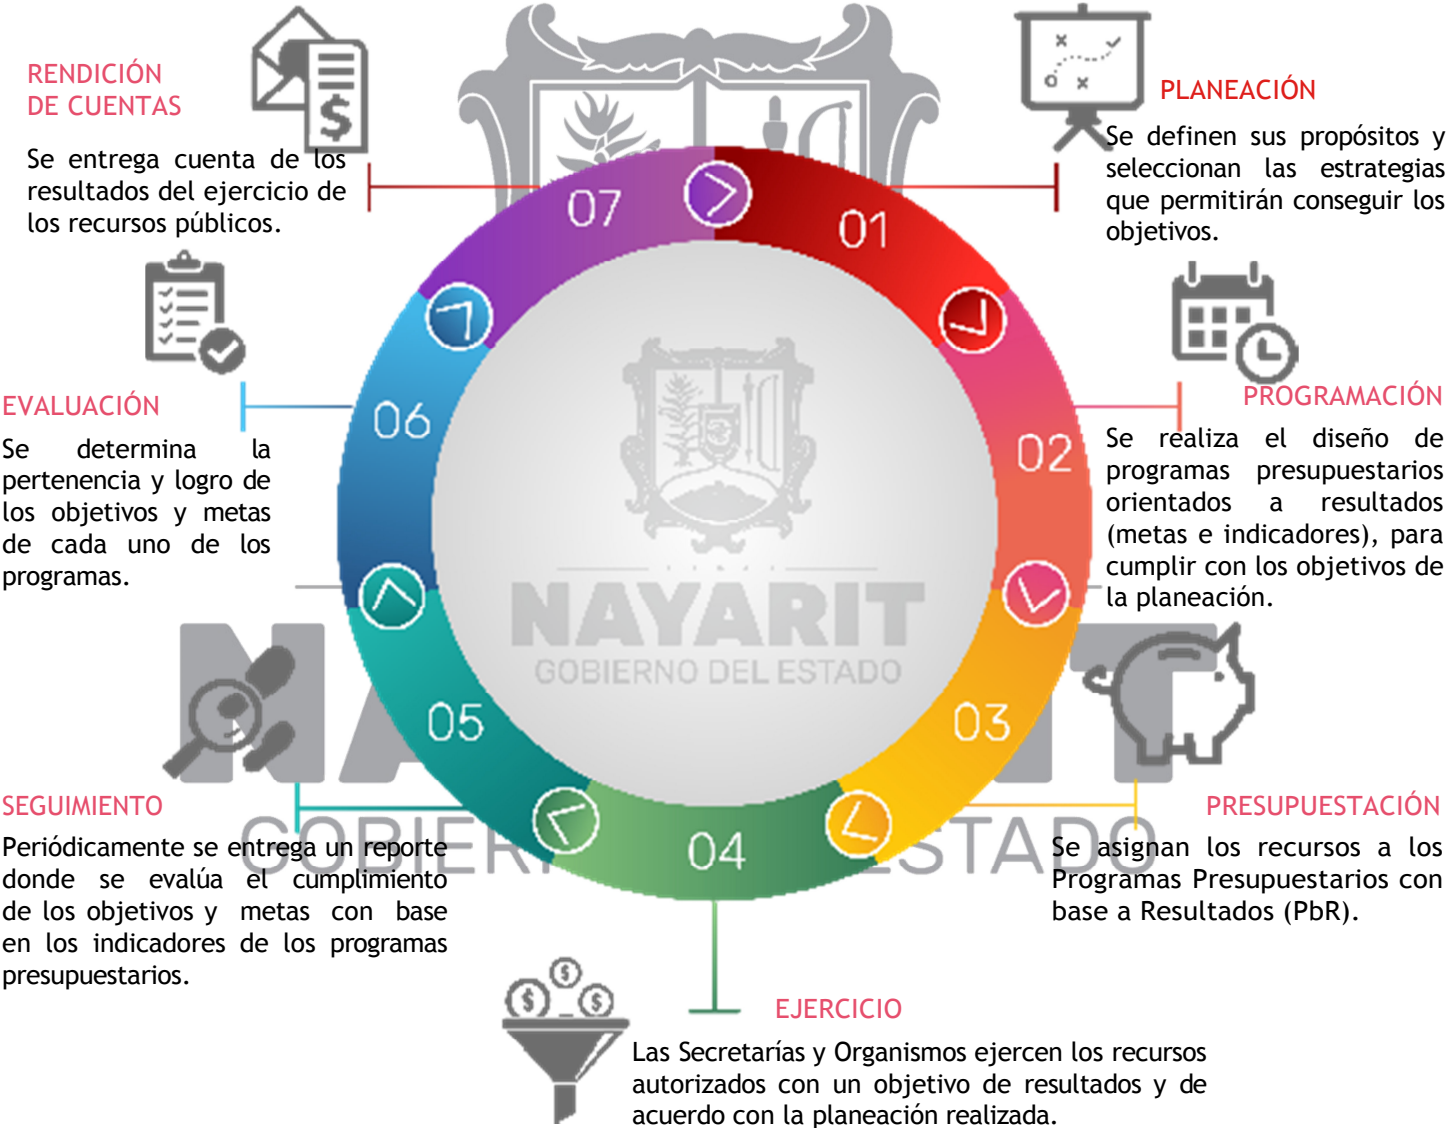 RENDICIÓN
DE CUENTAS
Se entrega cuenta de los
resultados del ejercicio de
los recursos públicos.
07
01
PLANEACIÓN
Se definen sus propósitos y
seleccionan las estrategias
que permitirán conseguir los
objetivos.
02
PROGRAMACIÓN
Se realiza el diseño de
programas presupuestarios
orientados a resultados
(metas e indicadores), para
cumplir con los objetivos de
la planeación.
03
PRESUPUESTACIÓN
Se asignan los recursos a los
Programas Presupuestarios con
base a Resultados (PbR).
04
EJERCICIO
Las Secretarías y Organismos ejercen los recursos
autorizados con un objetivo de resultados y de
acuerdo con la planeación realizada.
05
SEGUIMIENTO
Periódicamente se entrega un reporte
donde se evalúa el cumplimiento
de los objetivos y metas con base
en los indicadores de los programas
presupuestarios.
06
EVALUACIÓN
Se determina la
pertenencia y logro de
los objetivos y metas
de cada uno de los
programas.
NAYARIT
GOBIERNO DEL ESTADO